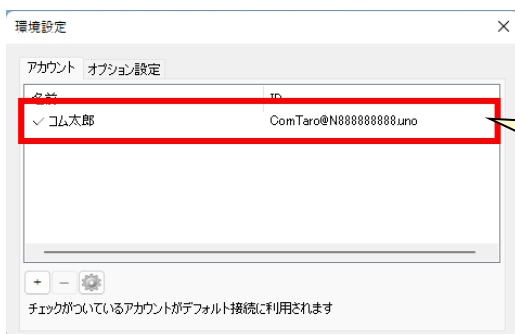 環境設定
アカウント オプション設定
名前 ID
コム太郎 ComTaro@N888888888.uno
チェックがついているアカウントがデフォルト接続に利用されます